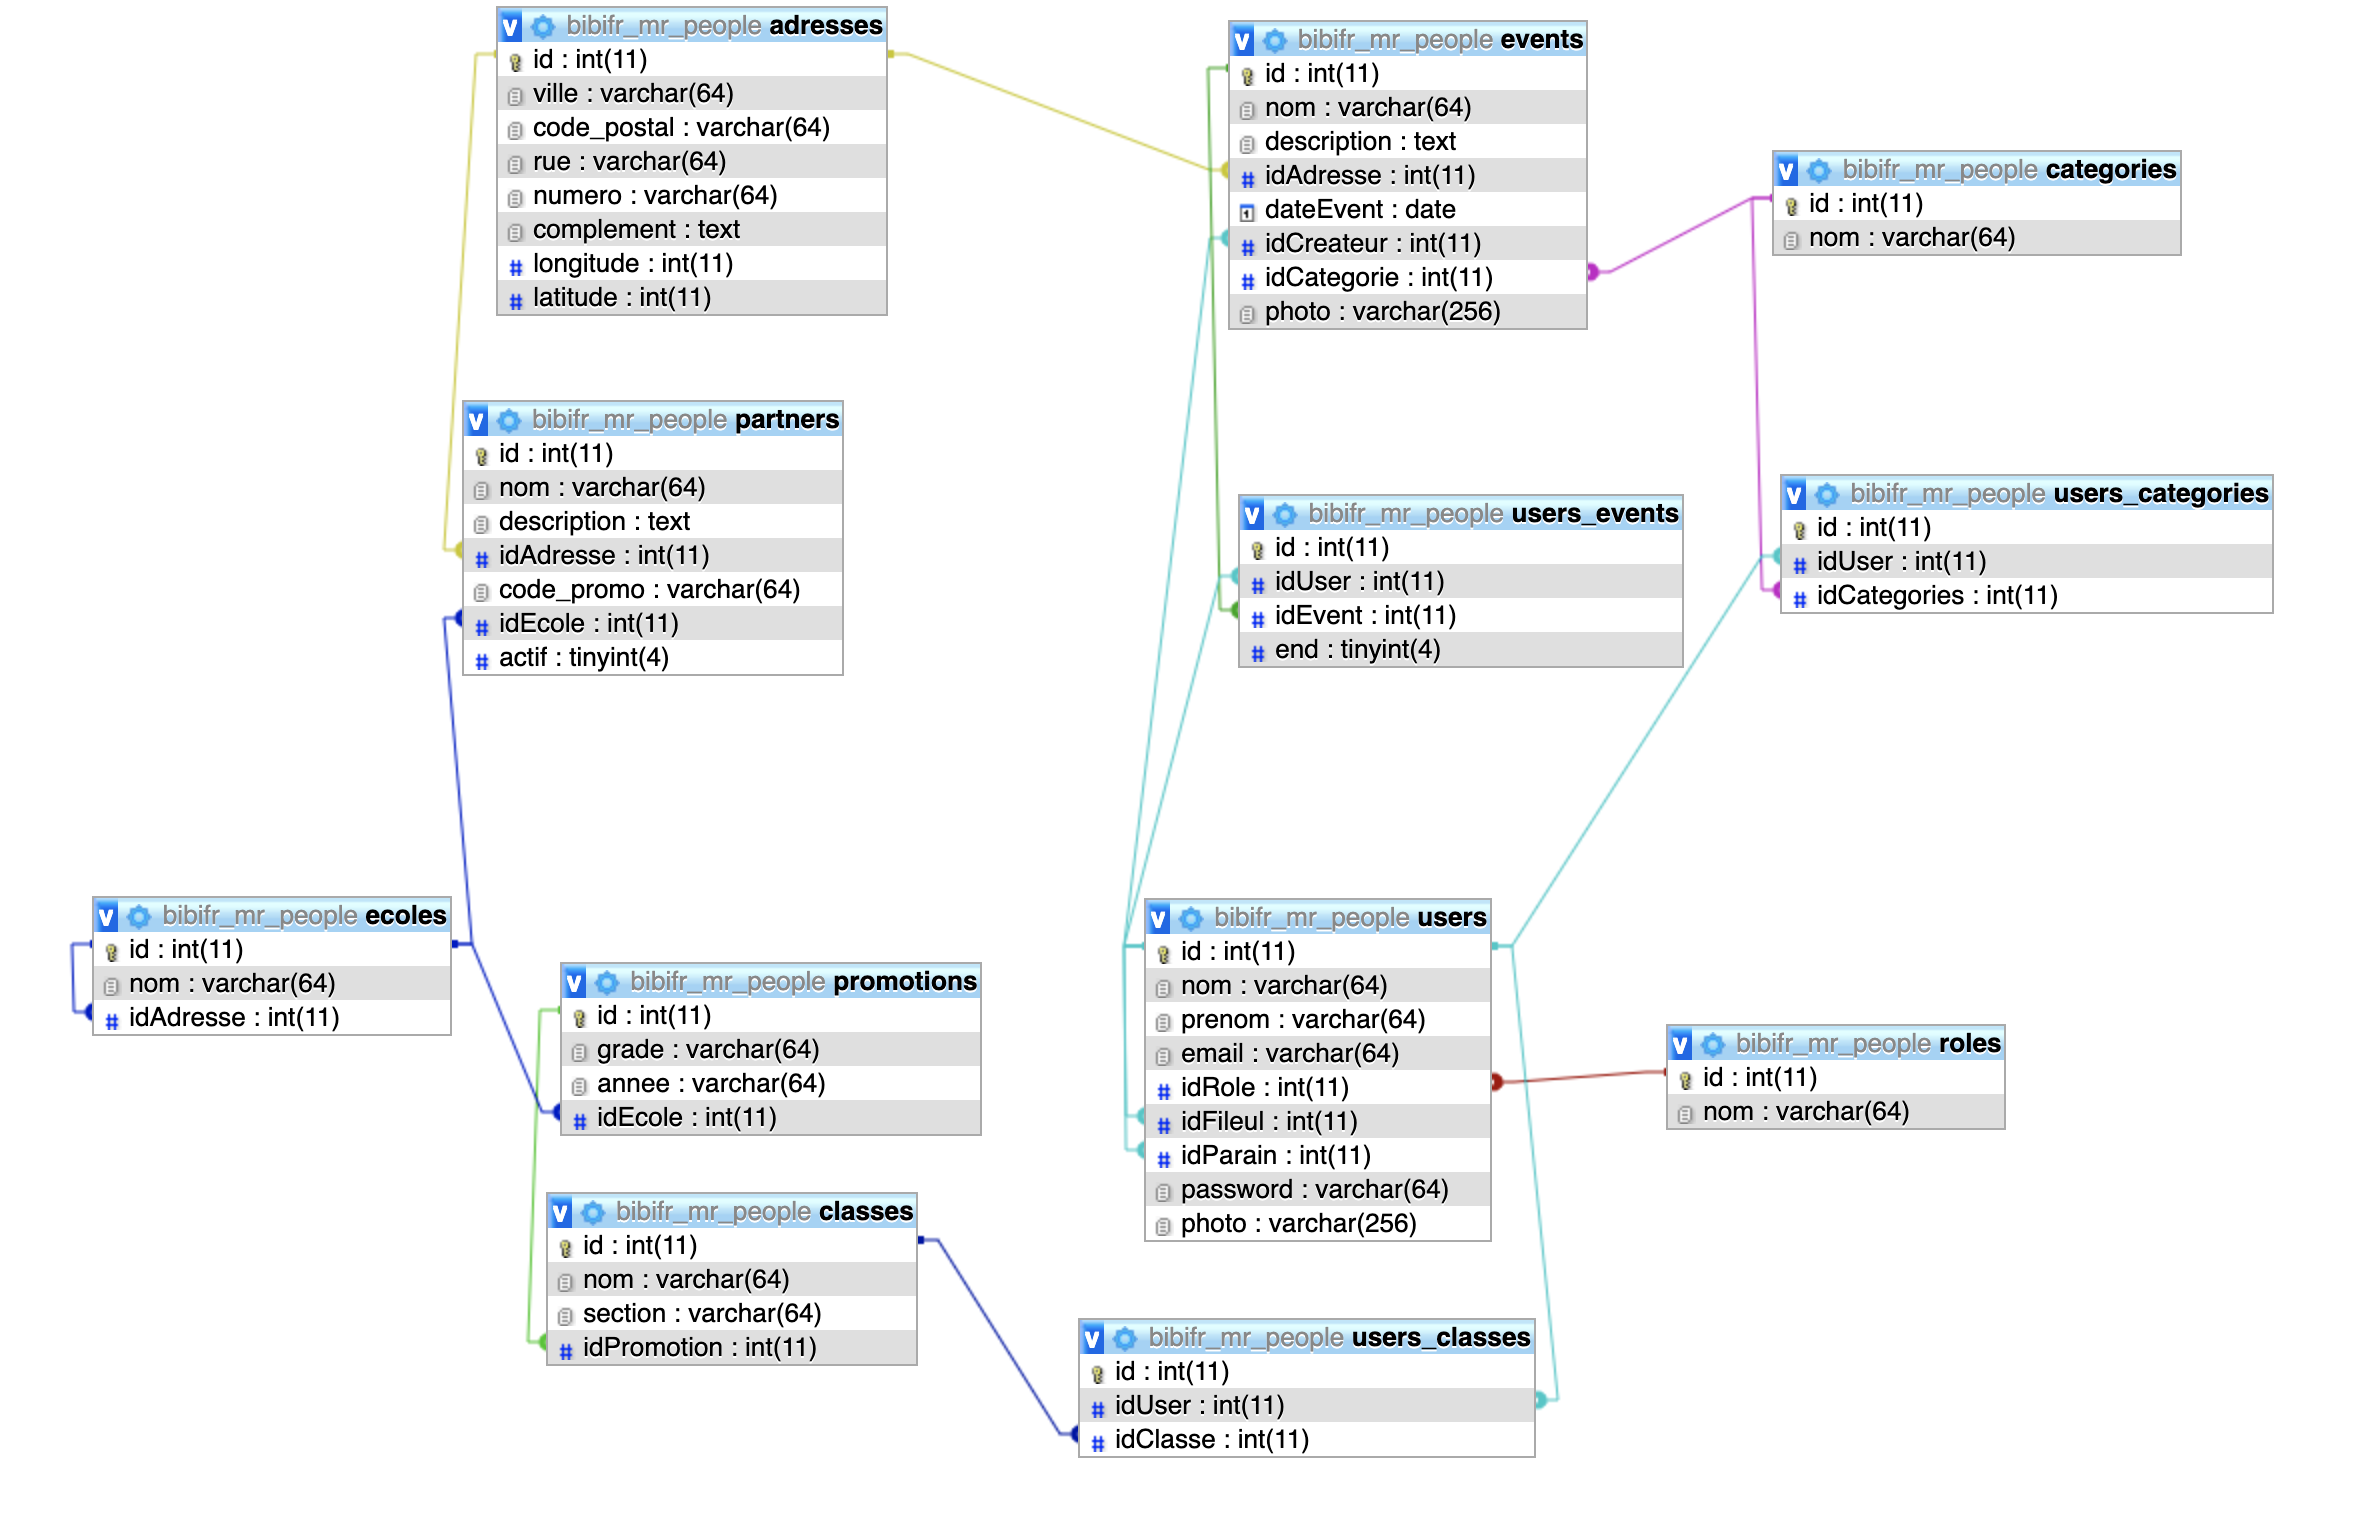 bibifr_mr_people adresses
id : int(11)
ville : varchar(64)
code_postal : varchar(64)
rue : varchar(64)
numero : varchar(64)
complement : text
longitude : int(11)
latitude : int(11)
bibifr_mr_people events
id : int(11)
nom : varchar(64)
description : text
idAdresse : int(11)
dateEvent : date
idCreateur : int(11)
idCategorie : int(11)
photo : varchar(256)
bibifr_mr_people categories
id : int(11)
nom : varchar(64)
bibifr_mr_people partners
id : int(11)
nom : varchar(64)
description : text
idAdresse : int(11)
code_promo : varchar(64)
idEcole : int(11)
actif : tinyint(4)
bibifr_mr_people users_events
id : int(11)
idUser : int(11)
idEvent : int(11)
end : tinyint(4)
bibifr_mr_people users_categories
id : int(11)
idUser : int(11)
idCategories : int(11)
bibifr_mr_people ecoles
id : int(11)
nom : varchar(64)
idAdresse : int(11)
bibifr_mr_people promotions
id : int(11)
grade : varchar(64)
annee : varchar(64)
idEcole : int(11)
bibifr_mr_people users
id : int(11)
nom : varchar(64)
prenom : varchar(64)
email : varchar(64)
idRole : int(11)
idFileul : int(11)
idParain : int(11)
password : varchar(64)
photo : varchar(256)
bibifr_mr_people roles
id : int(11)
nom : varchar(64)
bibifr_mr_people classes
id : int(11)
nom : varchar(64)
section : varchar(64)
idPromotion : int(11)
bibifr_mr_people users_classes
id : int(11)
idUser : int(11)
idClasse : int(11)